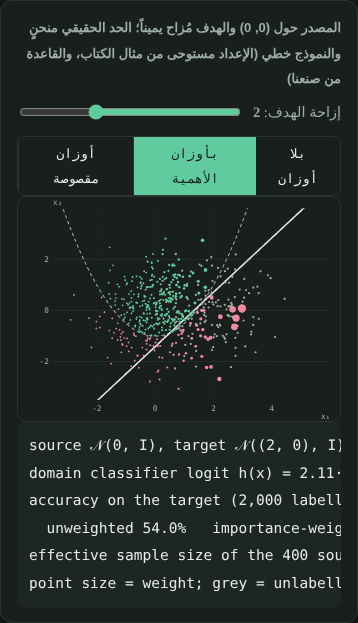 المصدر حول (0, 0) والهدف مُزاح يميناً؛ الحد الحقيقي منحنٍ
والنموذج خطي (الإعداد مستوحى من مثال الكتاب، والقاعدة
من صنعنا)
إزاحة الهدف: 2
بلا أوزان
بأوزان الأهمية
أوزان مقصوصة
x₂
2
0
-2
-2
0
2
4
x₁
source 𝒩(0, I), target 𝒩((2, 0), I)
domain classifier logit h(x) = 2.11·
accuracy on the target (2,000 labell
unweighted 54.0% importance-weig
effective sample size of the 400 sou
point size = weight; grey = unlabell